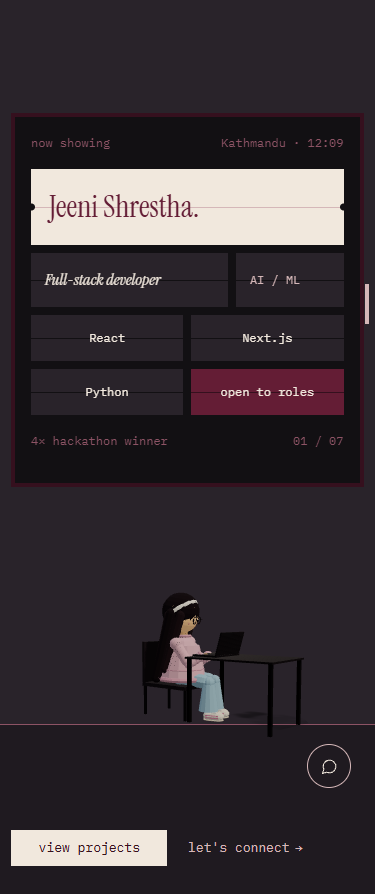 now showing
Kathmandu · 12:09
Jeeni Shrestha.
Full-stack developer
AI / ML
React
Next.js
Python
open to roles
4× hackathon winner
01 / 07
view projects
let's connect →